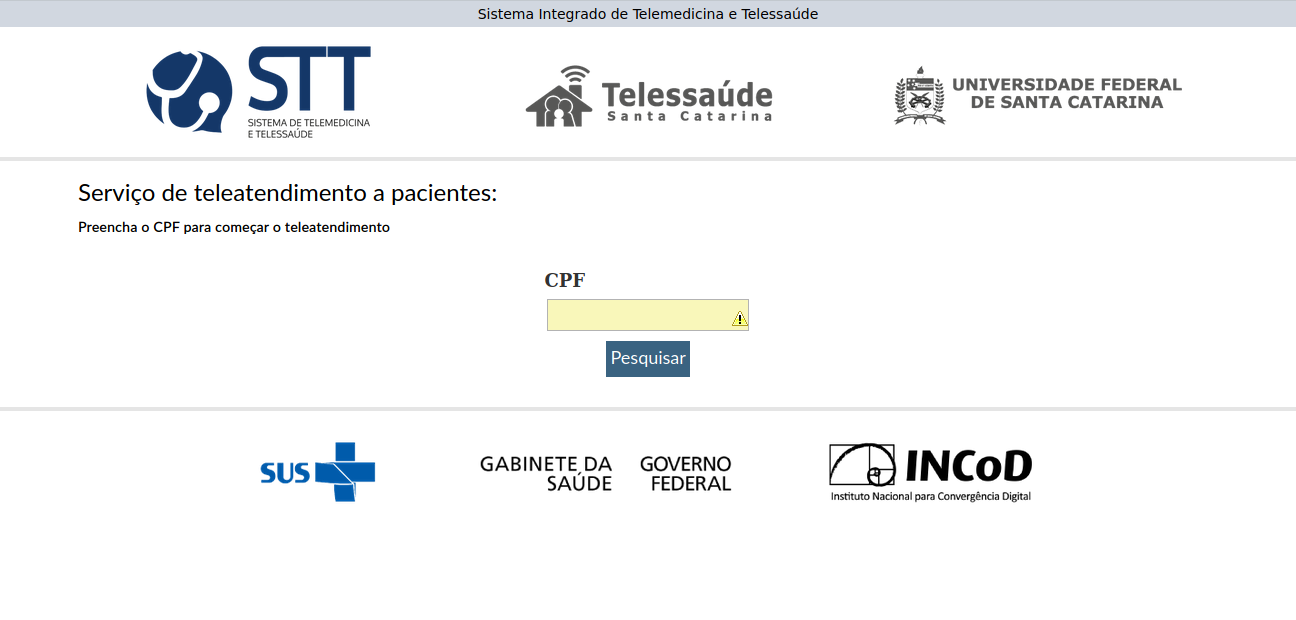 Sistema Integrado de Telemedicina e Telessaúde
STT
SISTEMA DE TELEMEDICINA
E TELESSAÚDE
Telessaúde
Santa Catarina
UNIVERSIDADE FEDERAL
DE SANTA CATARINA
Serviço de teleatendimento a pacientes:
Preencha o CPF para começar o teleatendimento
CPF
Pesquisar
SUS
GABINETE DA
SAÚDE
GOVERNO
FEDERAL
INCoD
Instituto Nacional para Convergência Digital